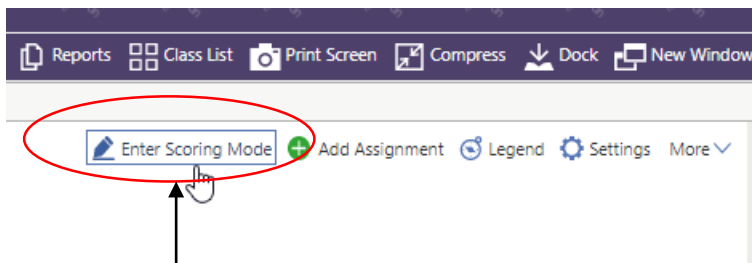 Reports Class List Print Screen Compress Dock New Window
Enter Scoring Mode Add Assignment Legend Settings More